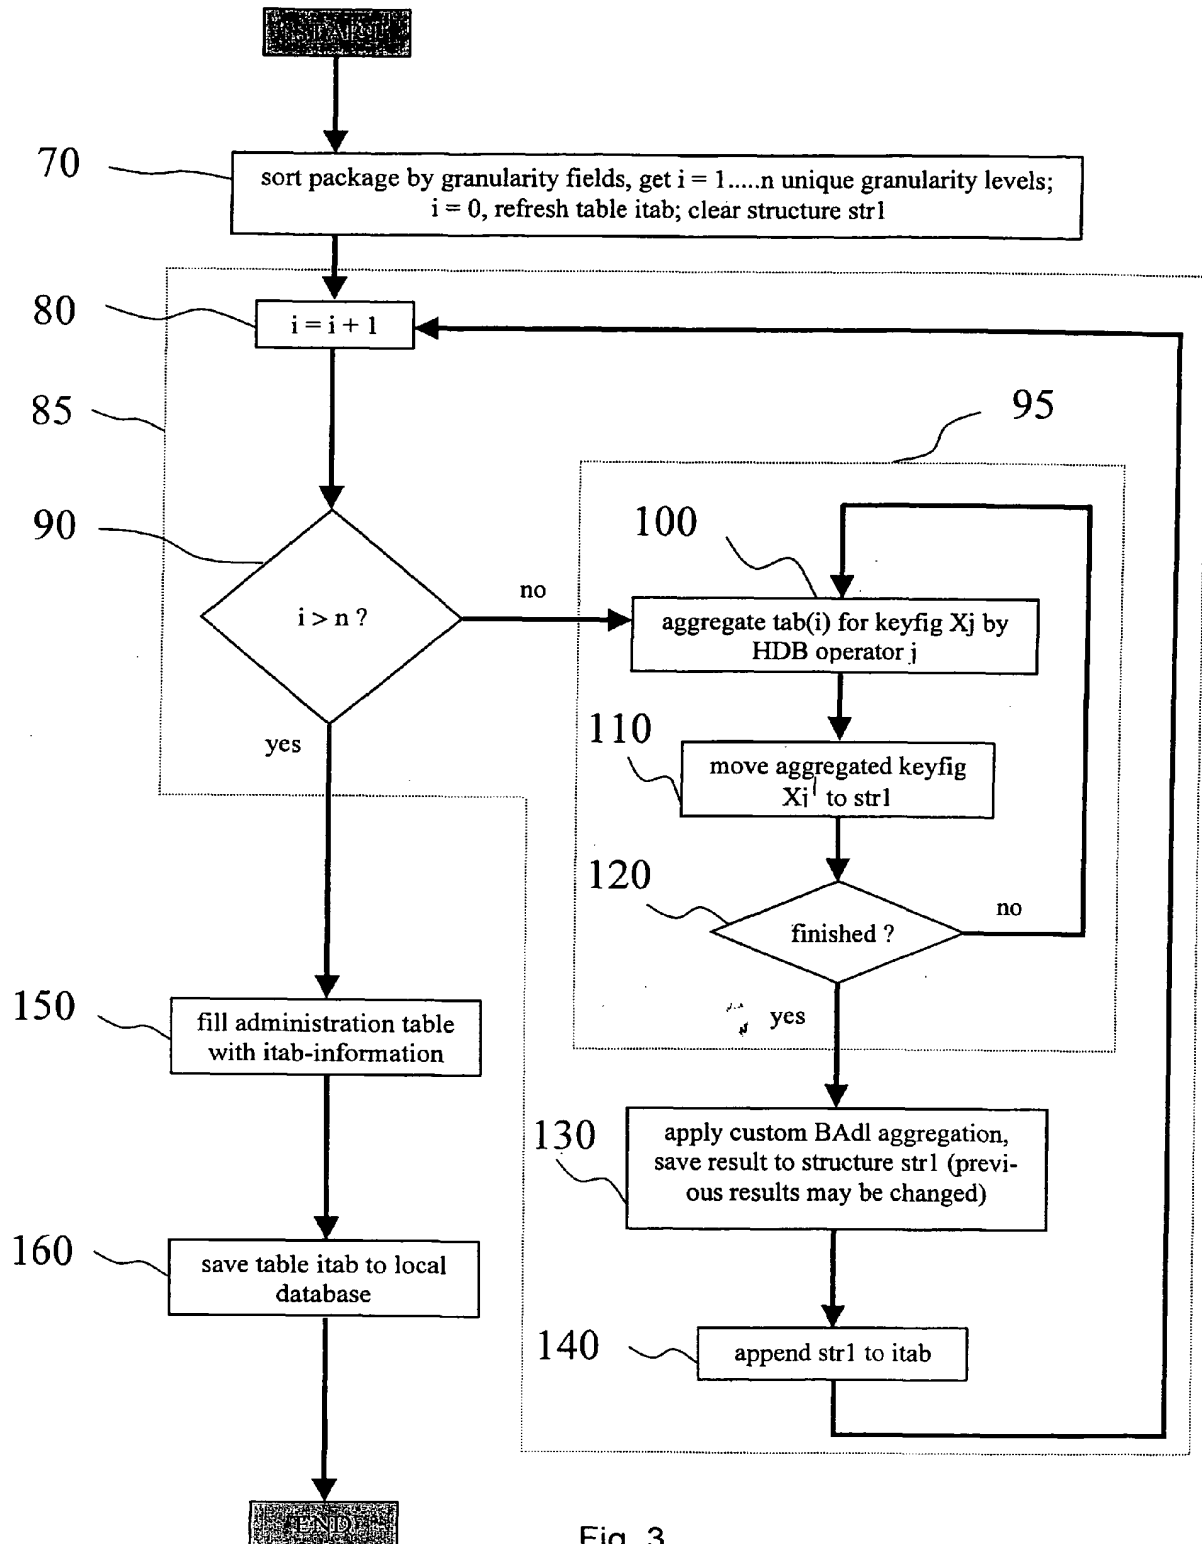 START
70
sort package by granularity fields, get i = 1.....n unique granularity levels;
i = 0, refresh table itab; clear structure str1
80
i = i + 1
85
95
90
i > n ?
no
yes
100
aggregate tab(i) for keyfig Xj by
HDB operator j
110
move aggregated keyfig
Xj' to str1
120
finished ?
no
yes
150
fill administration table
with itab-information
130
apply custom BAdl aggregation,
save result to structure str1 (previ-
ous results may be changed)
160
save table itab to local
database
140
append str1 to itab
END
Fig. 3